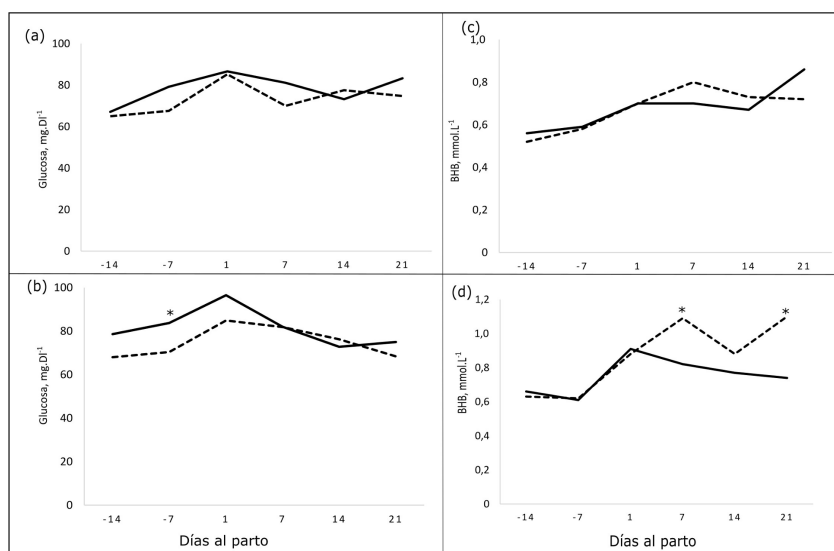 (a)
100
80
60
40
20
0
Glucosa, mg.Dl-1
-14 -7 1 7 14 21
(c)
1,0
0,8
0,6
0,4
0,2
0,0
BHB, mmol.L-1
-14 -7 1 7 14 21
(b)
100
80
60
40
20
0
Glucosa, mg.Dl-1
*
-14 -7 1 7 14 21
Días al parto
(d)
1,2
1,0
0,8
0,6
0,4
0,2
0
BHB, mmol.L-1
* *
-14 -7 1 7 14 21
Días al parto